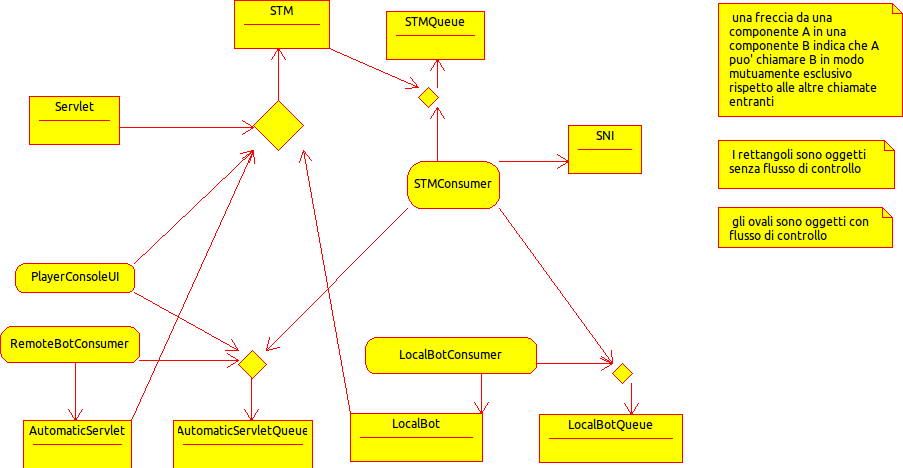 STM
STMQueue
una freccia da una
componente A in una
componente B indica che A
puo' chiamare B in modo
mutuamente esclusivo
rispetto alle altre chiamate
entranti
Servlet
SNI
I rettangoli sono oggetti
senza flusso di controllo
STMConsumer
gli ovali sono oggetti con
flusso di controllo
PlayerConsoleUI
RemoteBotConsumer
LocalBotConsumer
AutomaticServlet
AutomaticServletQueue
LocalBot
LocalBotQueue